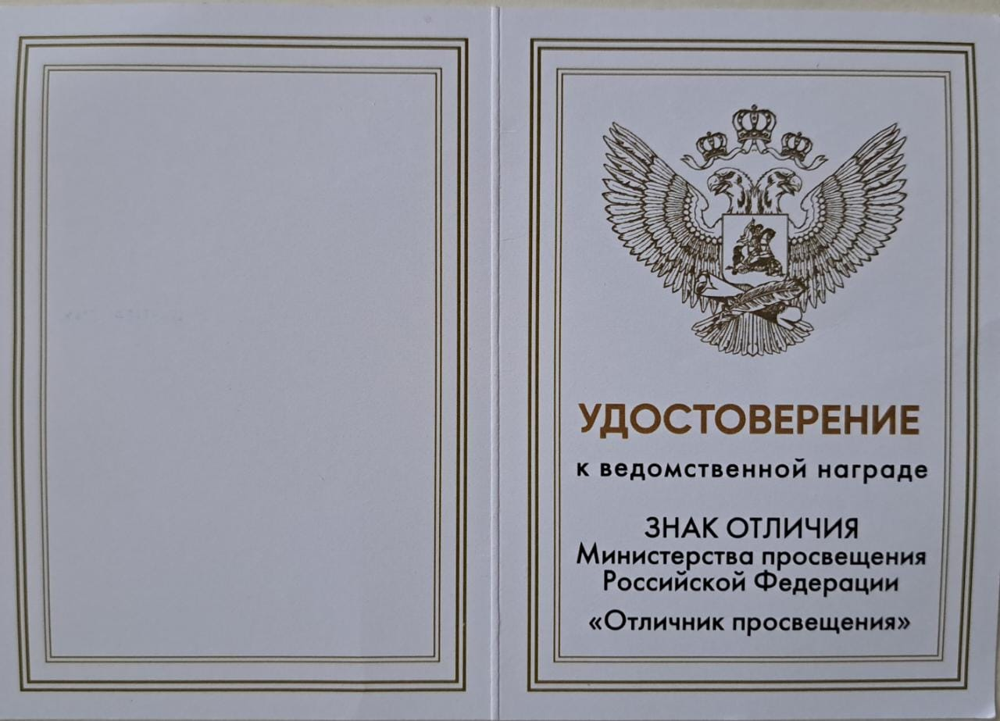 УДОСТОВЕРЕНИЕ
к ведомственной награде
ЗНАК ОТЛИЧИЯ
Министерства просвещения
Российской Федерации
«Отличник просвещения»